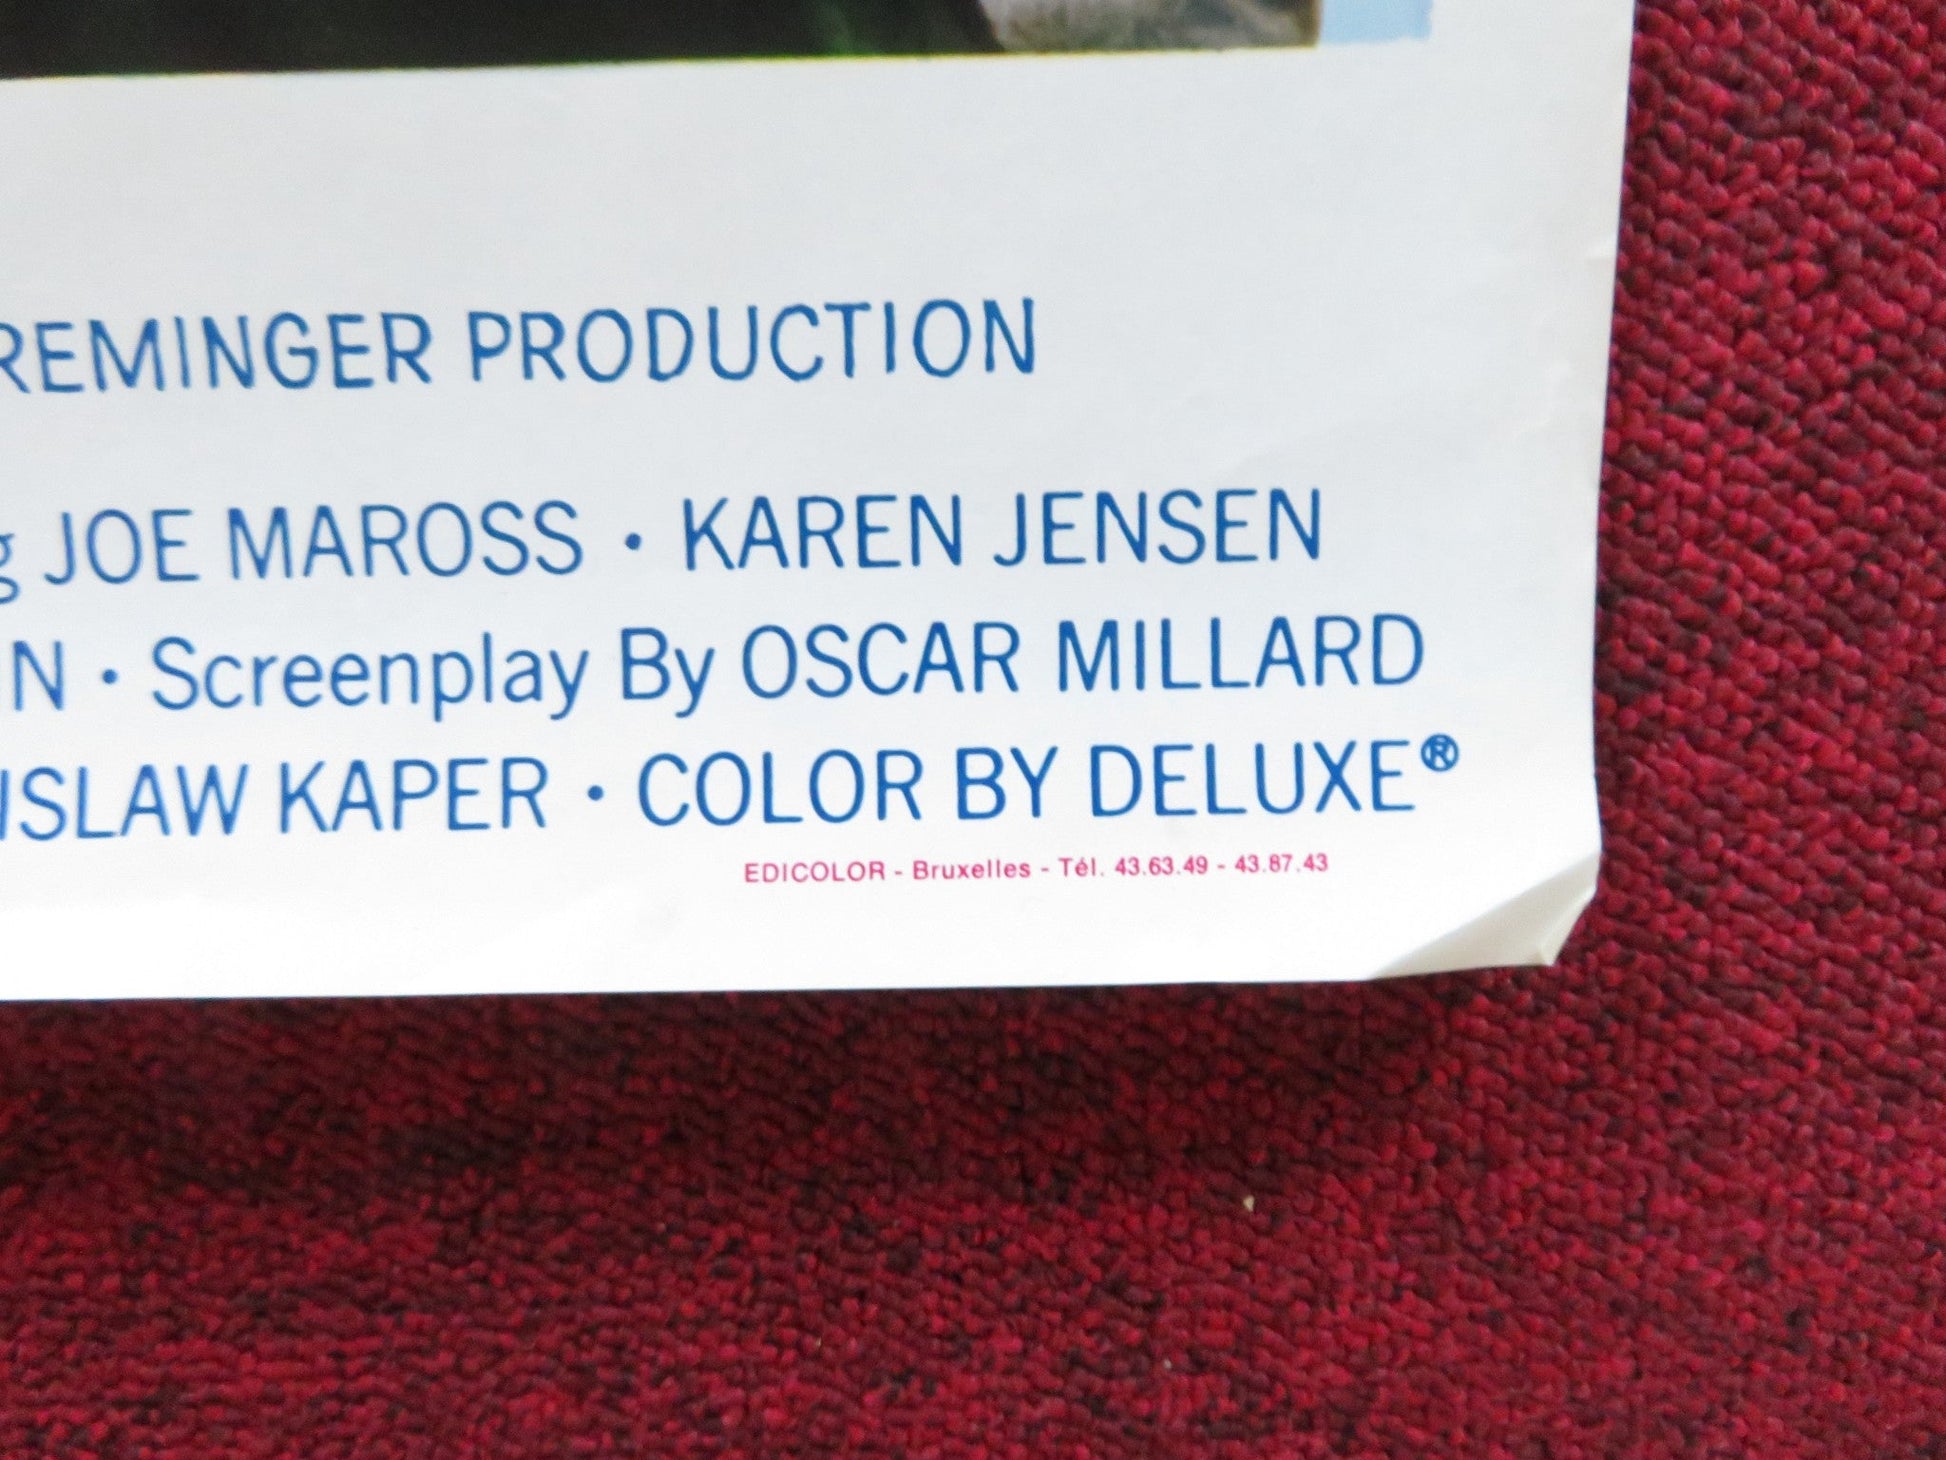 REMINGER PRODUCTION
g JOE MAROSS · KAREN JENSEN
N · Screenplay By OSCAR MILLARD
ISLAW KAPER · COLOR BY DELUXE®
EDICOLOR - Bruxelles - Tél. 43.63.49 - 43.87.43